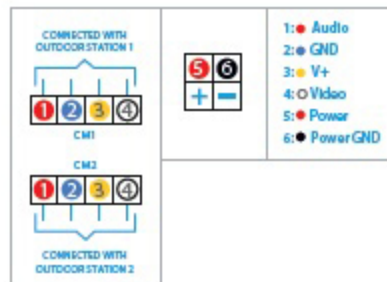 CONNECTED WITH
OUTDOOR STATION 1
1 2 3 4
CM1
CM2
1 2 3 4
CONNECTED WITH
OUTDOOR STATION 2
5 6
+ −
1: Audio
2: GND
3: V+
4: Video
5: Power
6: Power GND